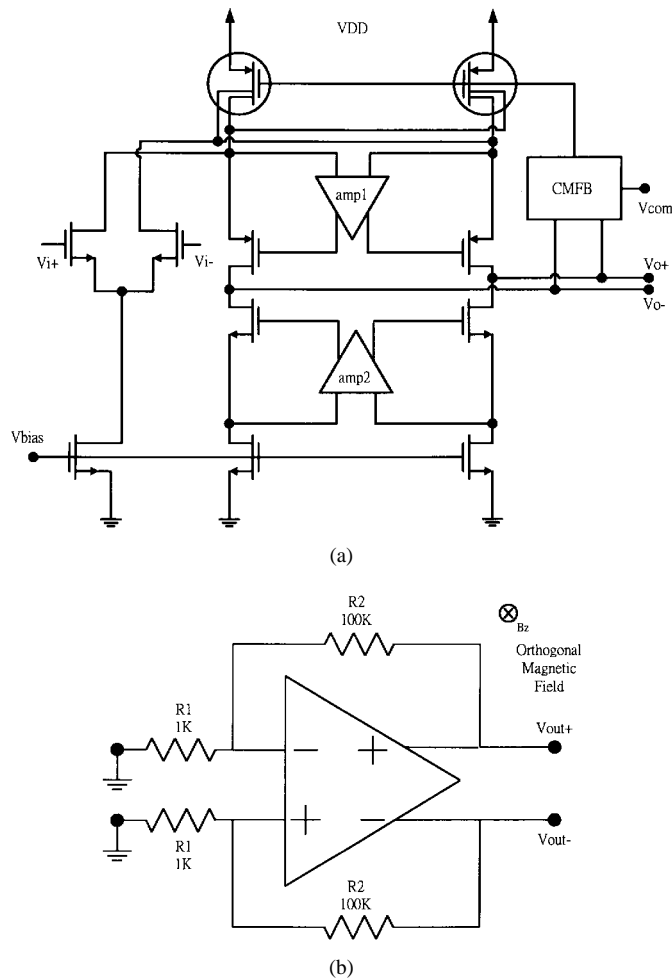 VDD
amp1
CMFB
Vcom
Vi+
Vi-
Vo+
Vo-
amp2
Vbias
(a)
R2
100K
Bz
Orthogonal
Magnetic
Field
R1
1K
Vout+
R1
1K
Vout-
R2
100K
(b)